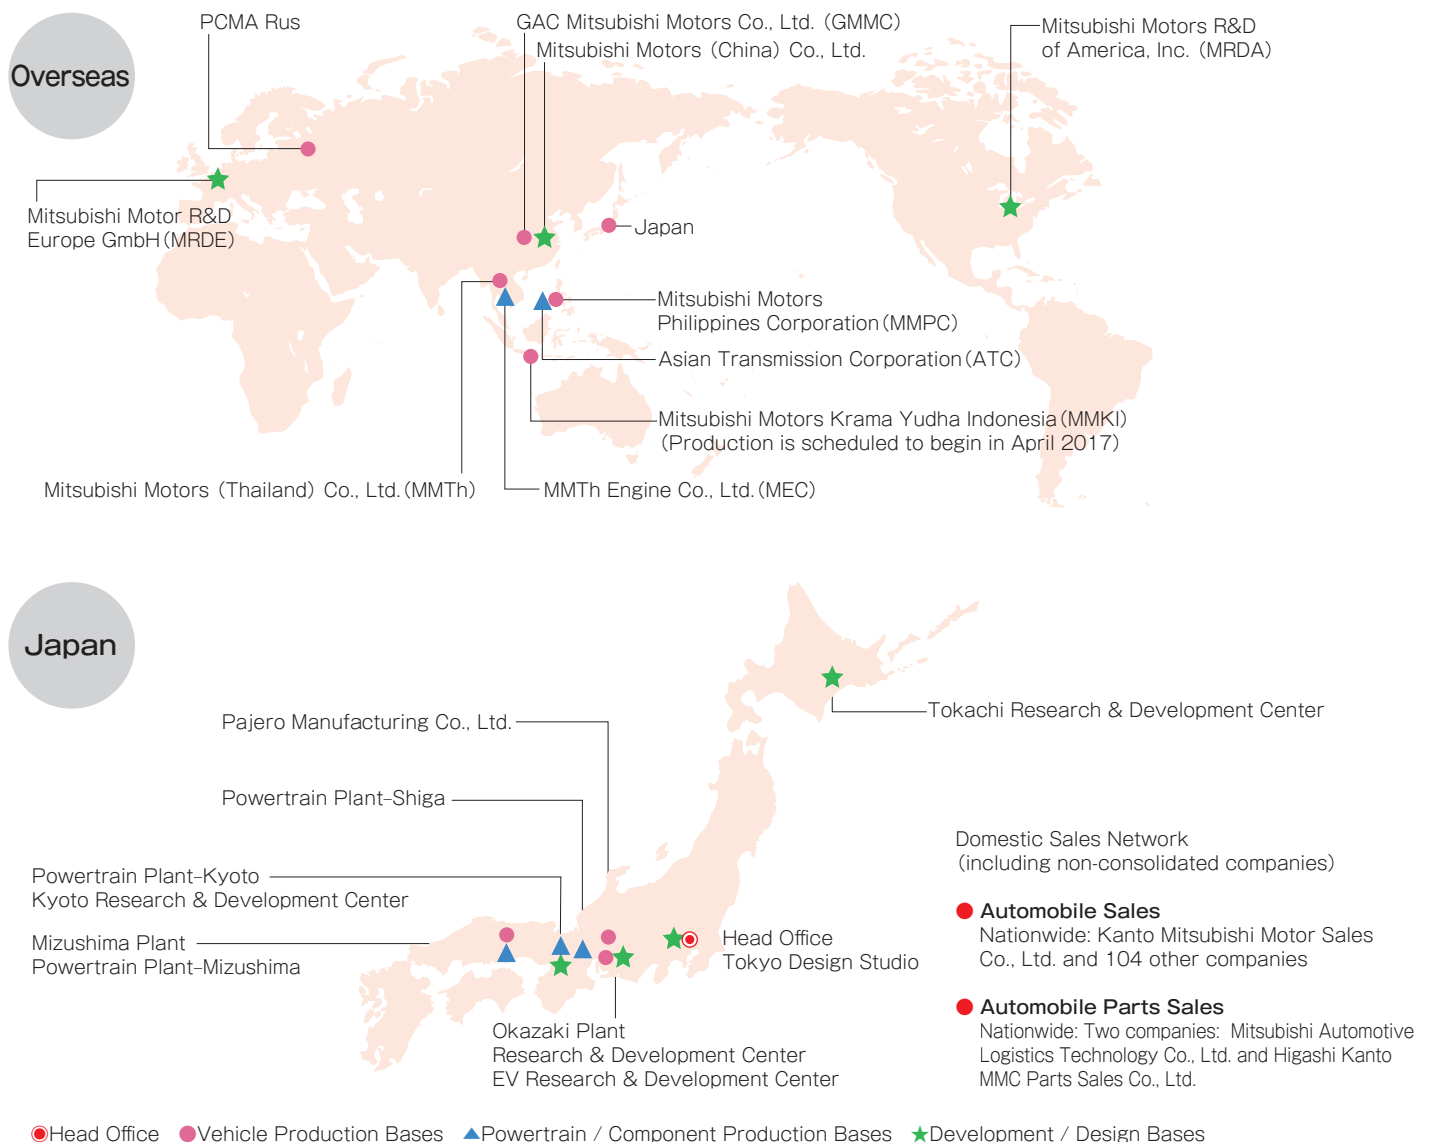 Overseas
PCMA Rus
GAC Mitsubishi Motors Co., Ltd. (GMMC)
Mitsubishi Motors (China) Co., Ltd.
Mitsubishi Motors R&D
of America, Inc. (MRDA)
Mitsubishi Motor R&D
Europe GmbH (MRDE)
Japan
Mitsubishi Motors
Philippines Corporation (MMPC)
Asian Transmission Corporation (ATC)
Mitsubishi Motors Krama Yudha Indonesia (MMKI)
(Production is scheduled to begin in April 2017)
Mitsubishi Motors (Thailand) Co., Ltd. (MMTh)
MMTh Engine Co., Ltd. (MEC)
Japan
Tokachi Research & Development Center
Pajero Manufacturing Co., Ltd.
Powertrain Plant–Shiga
Powertrain Plant–Kyoto
Kyoto Research & Development Center
Mizushima Plant
Powertrain Plant–Mizushima
Head Office
Tokyo Design Studio
Okazaki Plant
Research & Development Center
EV Research & Development Center
Domestic Sales Network
(including non-consolidated companies)
Automobile Sales
Nationwide: Kanto Mitsubishi Motor Sales
Co., Ltd. and 104 other companies
Automobile Parts Sales
Nationwide: Two companies: Mitsubishi Automotive
Logistics Technology Co., Ltd. and Higashi Kanto
MMC Parts Sales Co., Ltd.
Head Office Vehicle Production Bases Powertrain / Component Production Bases Development / Design Bases